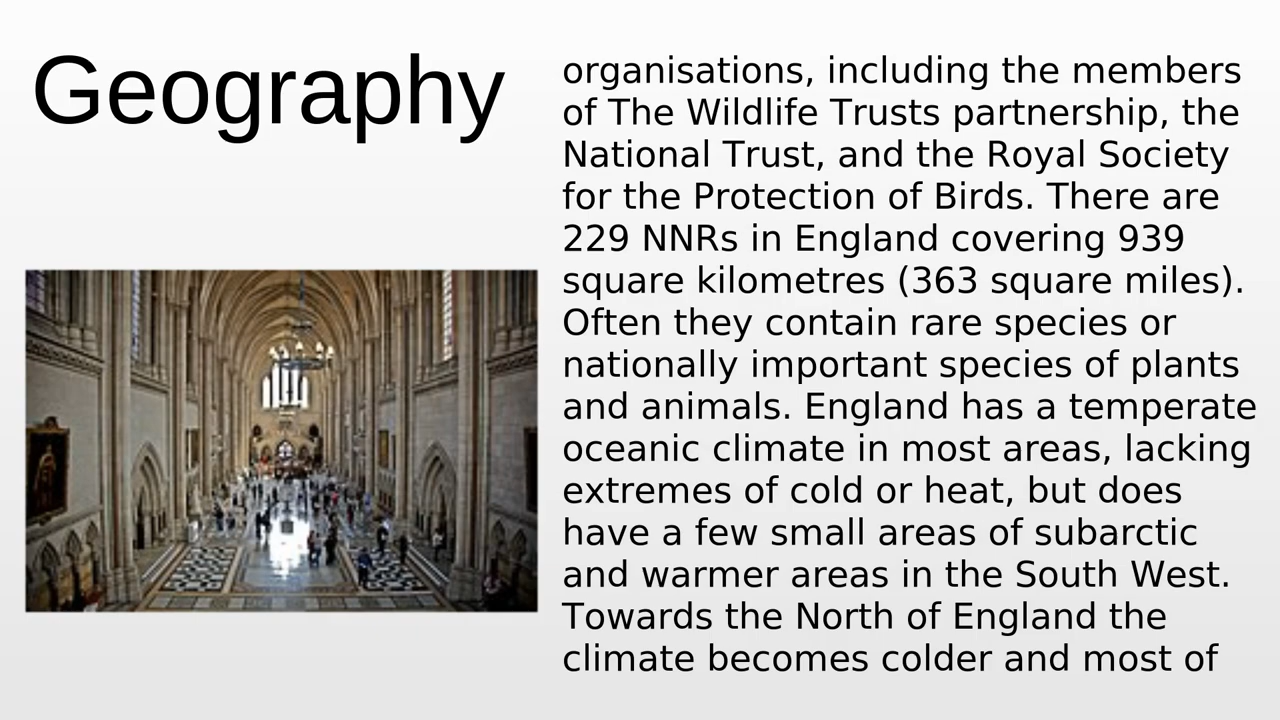 Geography
organisations, including the members
of The Wildlife Trusts partnership, the
National Trust, and the Royal Society
for the Protection of Birds. There are
229 NNRs in England covering 939
square kilometres (363 square miles).
Often they contain rare species or
nationally important species of plants
and animals. England has a temperate
oceanic climate in most areas, lacking
extremes of cold or heat, but does
have a few small areas of subarctic
and warmer areas in the South West.
Towards the North of England the
climate becomes colder and most of